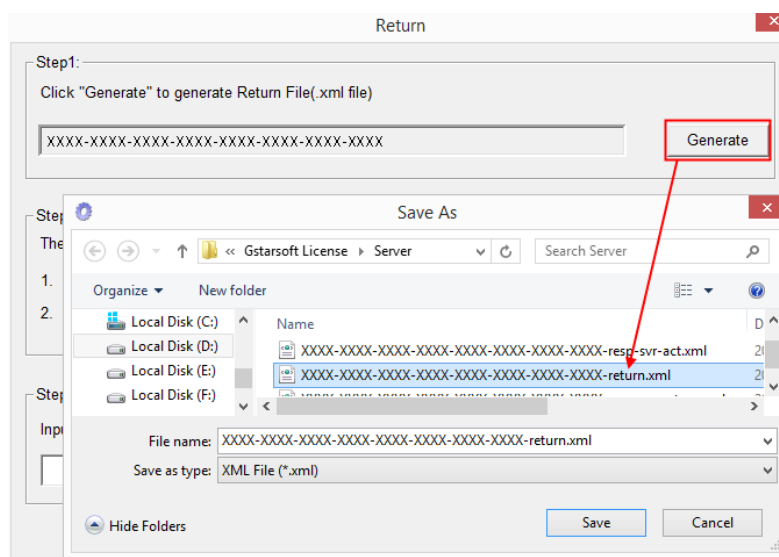 Return
Step1:
Click "Generate" to generate Return File(.xml file)
XXXX-XXXX-XXXX-XXXX-XXXX-XXXX-XXXX-XXXX
Generate
Step
The
1.
2.
Step
Inpu
Save As
« Gstarsoft License Server
Search Server
Organize
New folder
Local Disk (C:)
Local Disk (D:)
Local Disk (E:)
Local Disk (F:)
Name
D
XXXX-XXXX-XXXX-XXXX-XXXX-XXXX-XXXX-XXXX-resp-svr-act.xml
20
XXXX-XXXX-XXXX-XXXX-XXXX-XXXX-XXXX-XXXX-return.xml
20
File name: XXXX-XXXX-XXXX-XXXX-XXXX-XXXX-XXXX-XXXX-return.xml
Save as type: XML File (*.xml)
Hide Folders
Save
Cancel